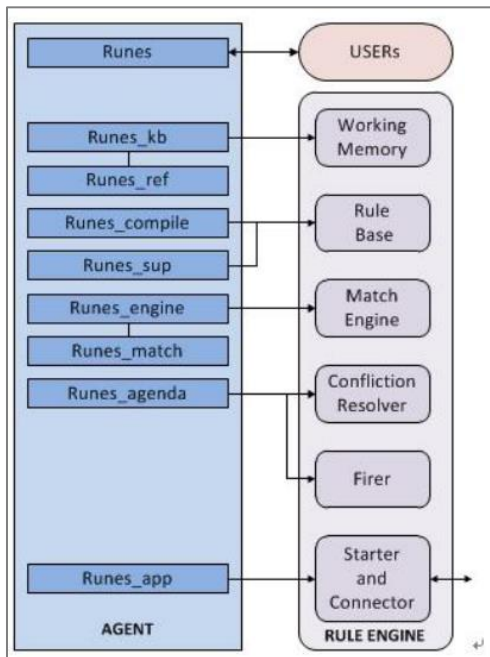 Runes
USERs
Runes_kb
Working
Memory
Runes_ref
Runes_compile
Rule
Base
Runes_sup
Runes_engine
Match
Engine
Runes_match
Runes_agenda
Confliction
Resolver
Firer
Runes_app
Starter
and
Connector
AGENT
RULE ENGINE